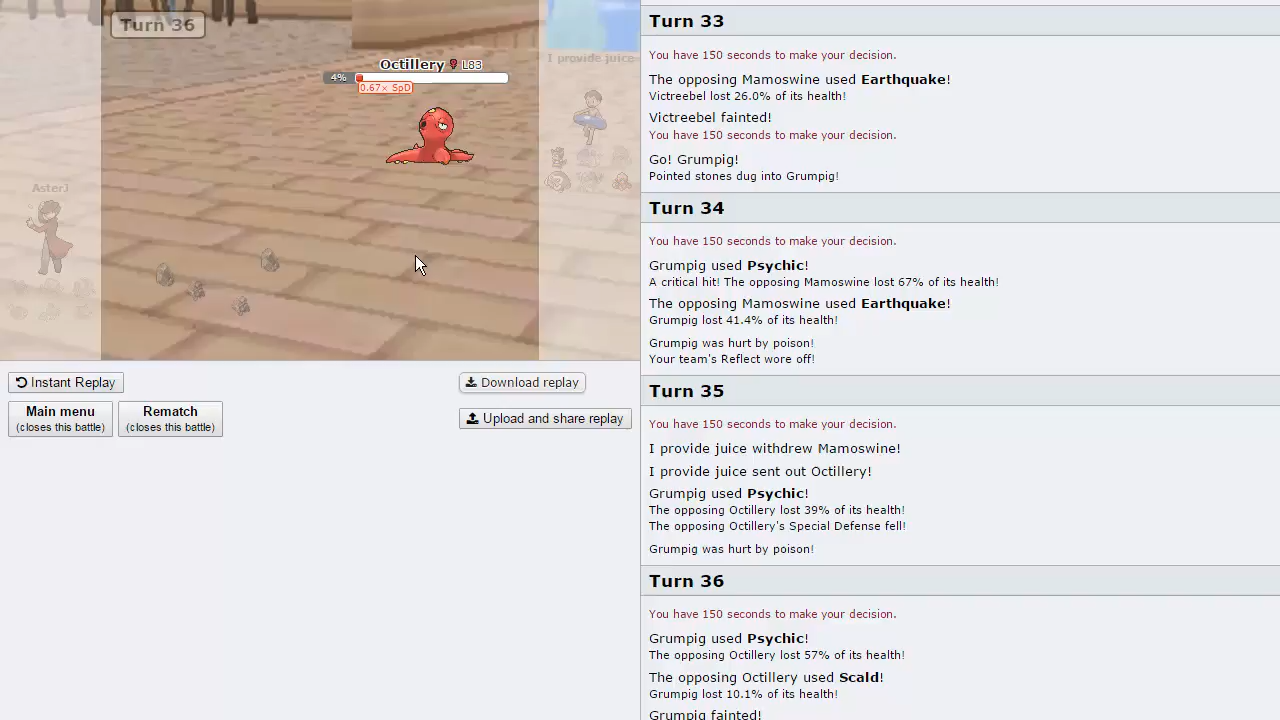 Turn 36
I provide juice
Octillery L83
4%
0.67× SpD
AsterJ
Instant Replay
Download replay
Main menu
(closes this battle)
Rematch
(closes this battle)
Upload and share replay
Turn 33
You have 150 seconds to make your decision.
The opposing Mamoswine used Earthquake!
Victreebel lost 26.0% of its health!
Victreebel fainted!
You have 150 seconds to make your decision.
Go! Grumpig!
Pointed stones dug into Grumpig!
Turn 34
You have 150 seconds to make your decision.
Grumpig used Psychic!
A critical hit! The opposing Mamoswine lost 67% of its health!
The opposing Mamoswine used Earthquake!
Grumpig lost 41.4% of its health!
Grumpig was hurt by poison!
Your team's Reflect wore off!
Turn 35
You have 150 seconds to make your decision.
I provide juice withdrew Mamoswine!
I provide juice sent out Octillery!
Grumpig used Psychic!
The opposing Octillery lost 39% of its health!
The opposing Octillery's Special Defense fell!
Grumpig was hurt by poison!
Turn 36
You have 150 seconds to make your decision.
Grumpig used Psychic!
The opposing Octillery lost 57% of its health!
The opposing Octillery used Scald!
Grumpig lost 10.1% of its health!
Grumpig fainted!